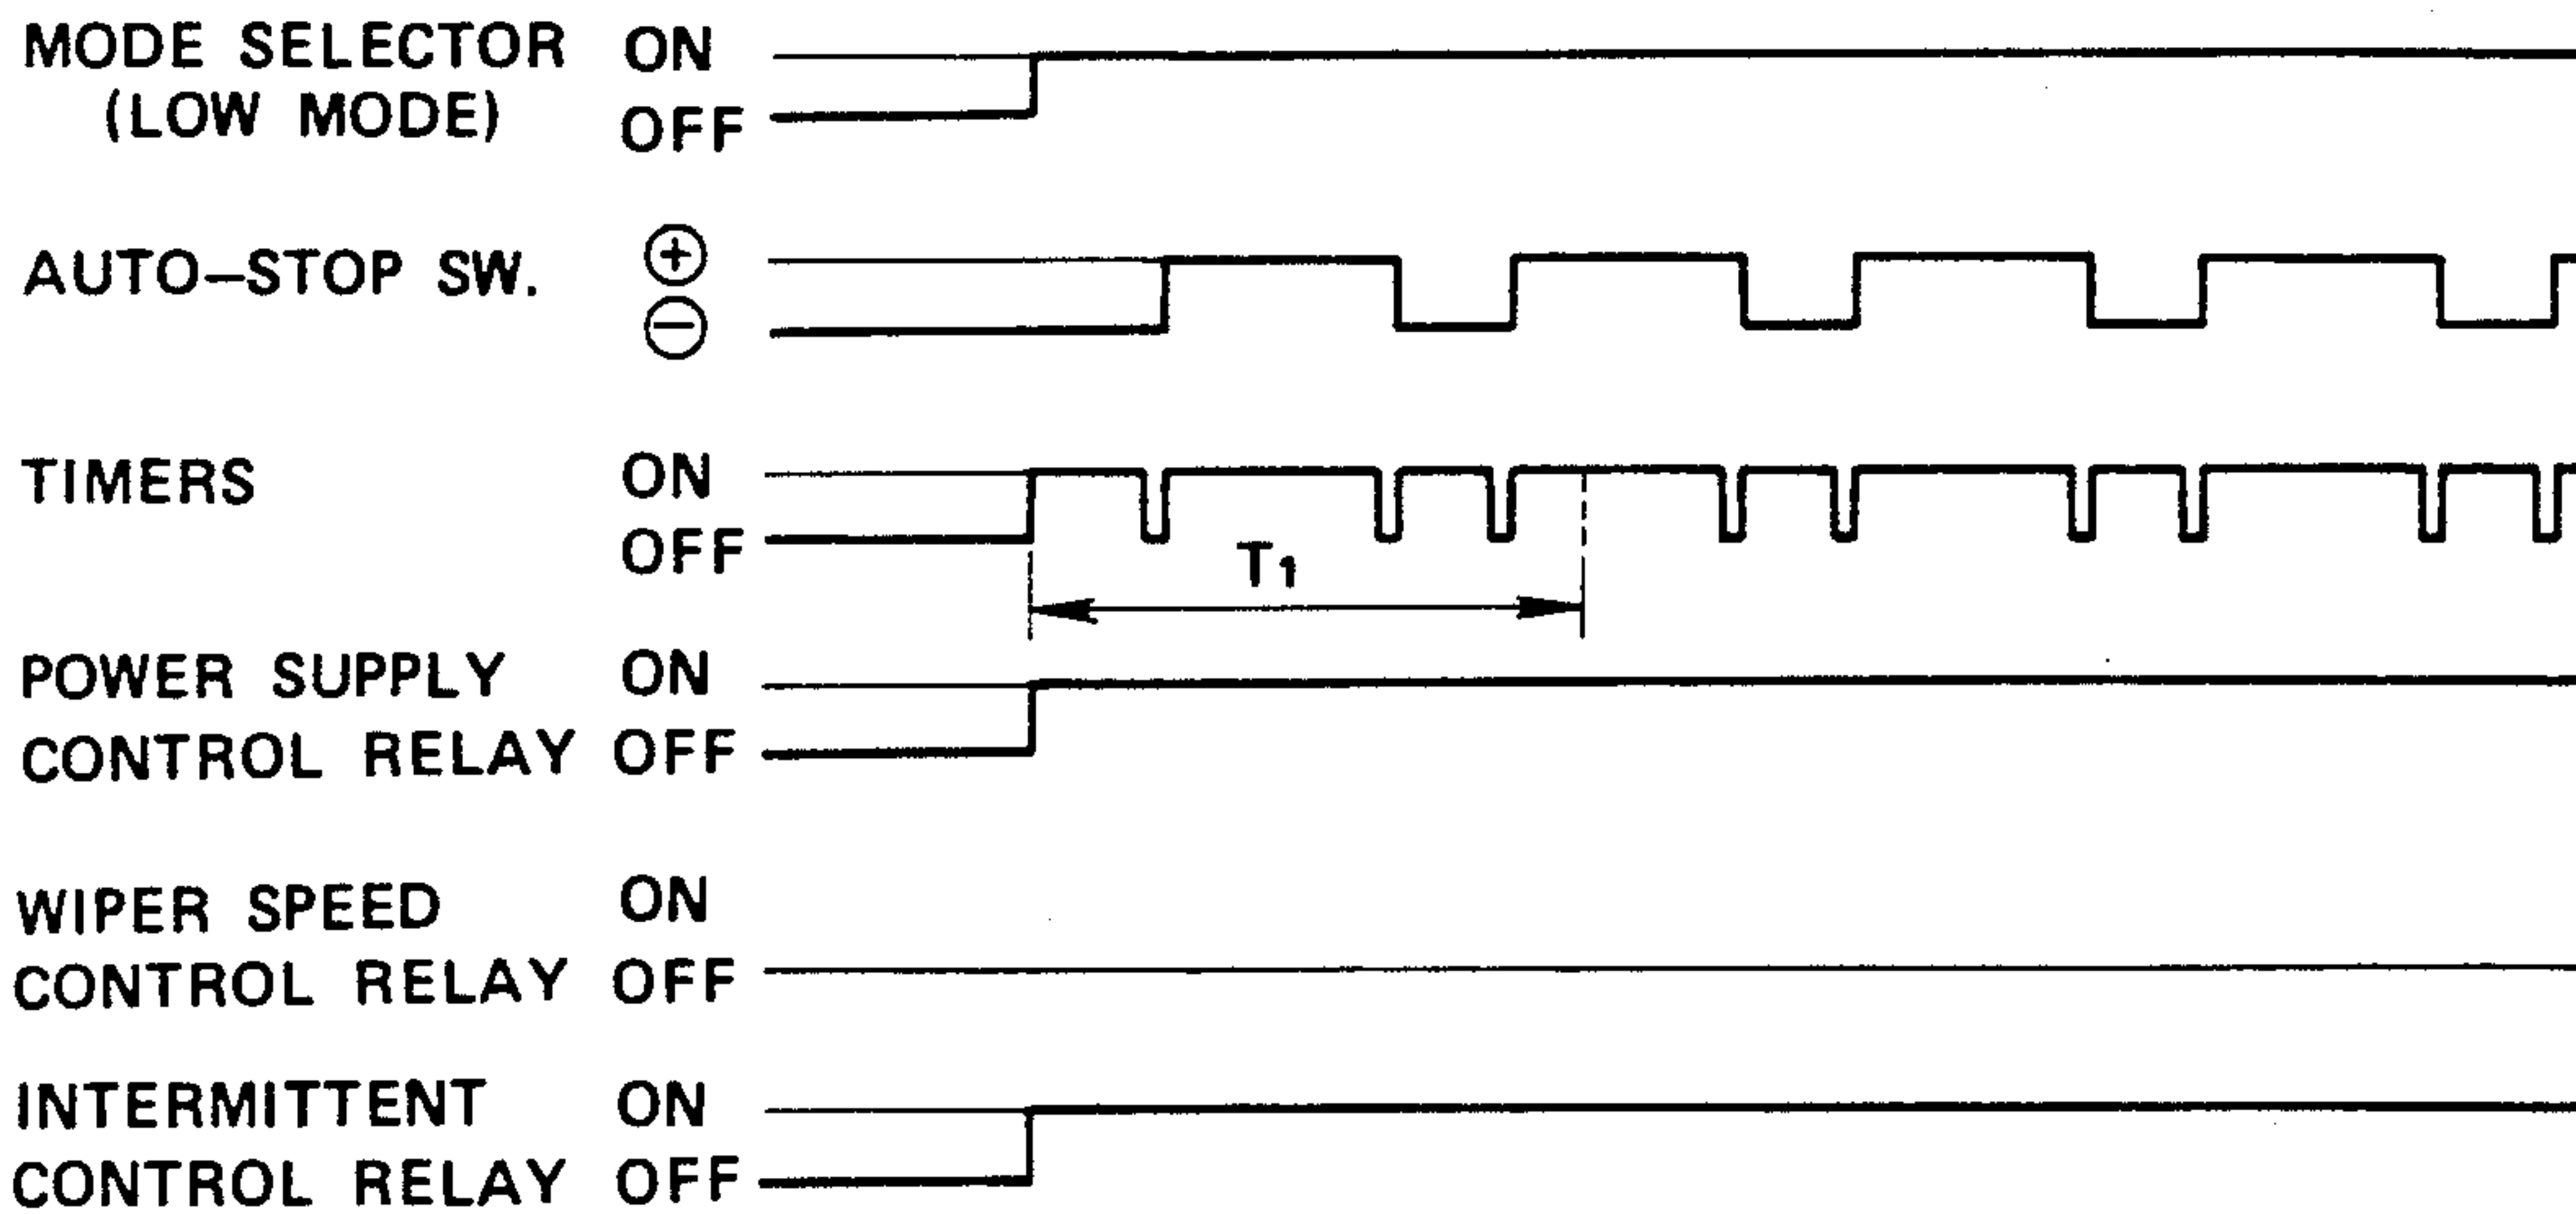 MODE SELECTOR ON
(LOW MODE) OFF
AUTO–STOP SW. ⊕
⊖
TIMERS ON
OFF
T1
POWER SUPPLY ON
CONTROL RELAY OFF
WIPER SPEED ON
CONTROL RELAY OFF
INTERMITTENT ON
CONTROL RELAY OFF